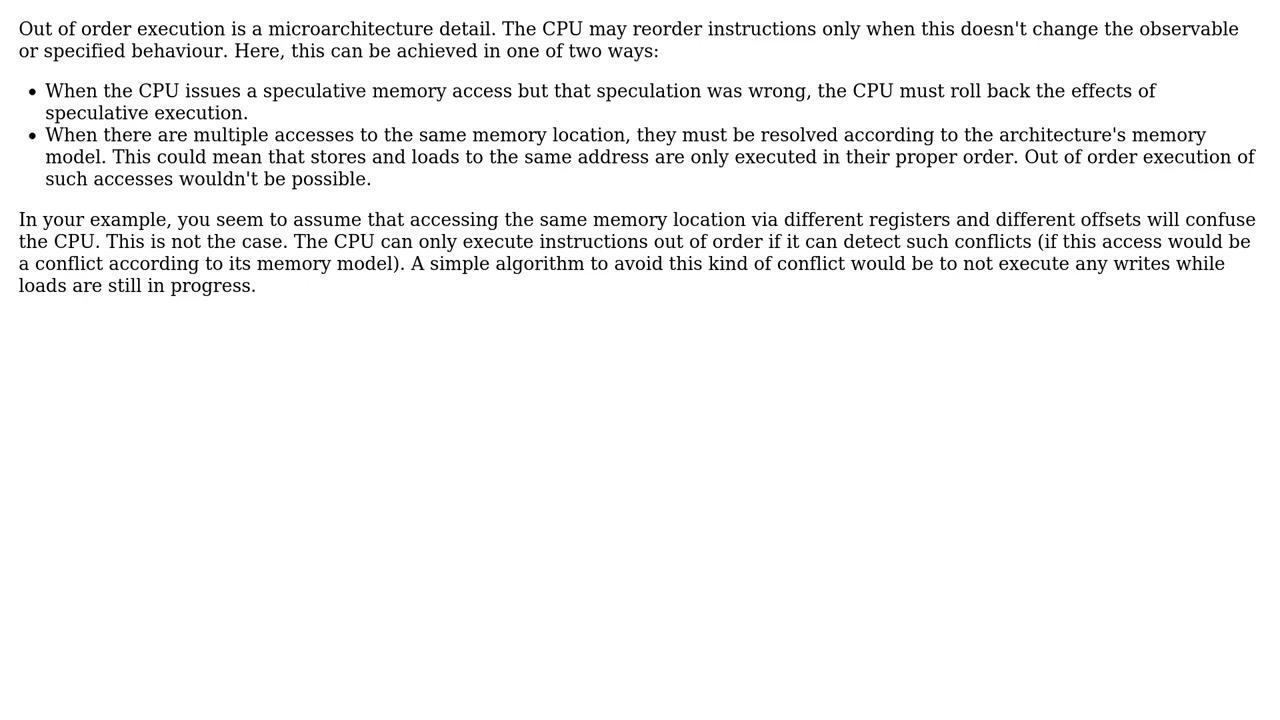 Out of order execution is a microarchitecture detail. The CPU may reorder instructions only when this doesn't change the observable
or specified behaviour. Here, this can be achieved in one of two ways:
• When the CPU issues a speculative memory access but that speculation was wrong, the CPU must roll back the effects of
speculative execution.
• When there are multiple accesses to the same memory location, they must be resolved according to the architecture's memory
model. This could mean that stores and loads to the same address are only executed in their proper order. Out of order execution of
such accesses wouldn't be possible.
In your example, you seem to assume that accessing the same memory location via different registers and different offsets will confuse
the CPU. This is not the case. The CPU can only execute instructions out of order if it can detect such conflicts (if this access would be
a conflict according to its memory model). A simple algorithm to avoid this kind of conflict would be to not execute any writes while
loads are still in progress.